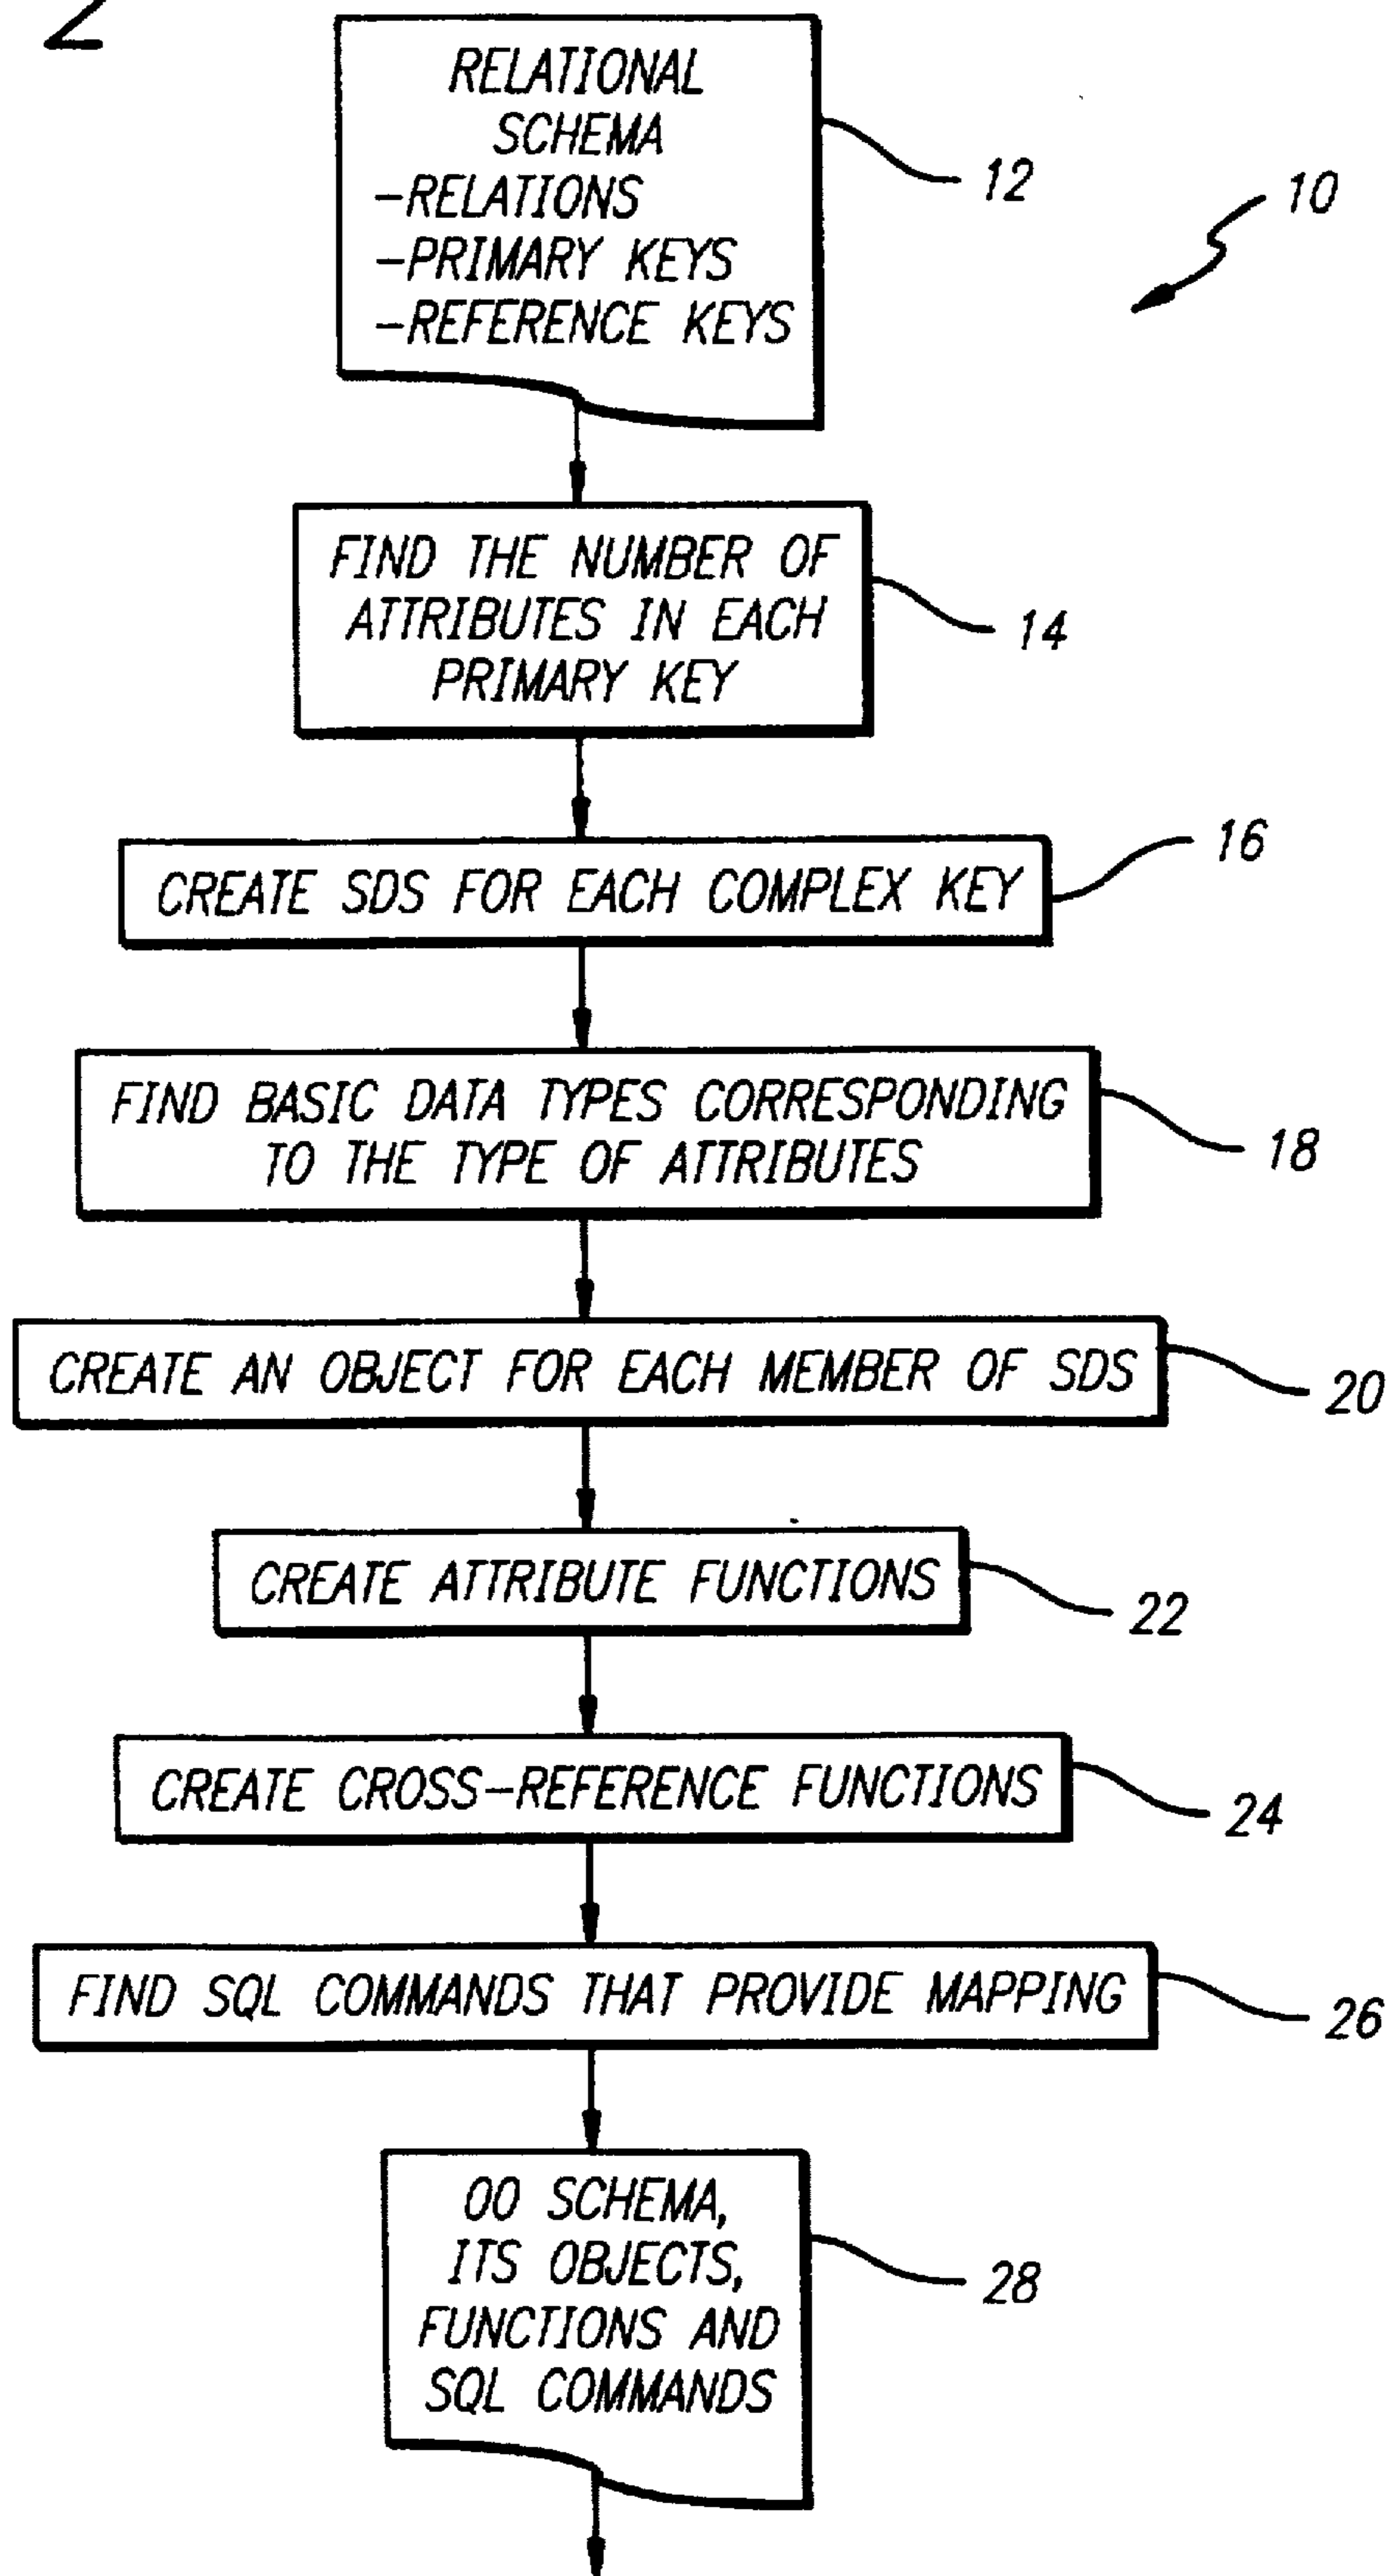 2
RELATIONAL
SCHEMA
-RELATIONS
-PRIMARY KEYS
-REFERENCE KEYS
12
10
FIND THE NUMBER OF
ATTRIBUTES IN EACH
PRIMARY KEY
14
CREATE SDS FOR EACH COMPLEX KEY
16
FIND BASIC DATA TYPES CORRESPONDING
TO THE TYPE OF ATTRIBUTES
18
CREATE AN OBJECT FOR EACH MEMBER OF SDS
20
CREATE ATTRIBUTE FUNCTIONS
22
CREATE CROSS-REFERENCE FUNCTIONS
24
FIND SQL COMMANDS THAT PROVIDE MAPPING
26
OO SCHEMA,
ITS OBJECTS,
FUNCTIONS AND
SQL COMMANDS
28